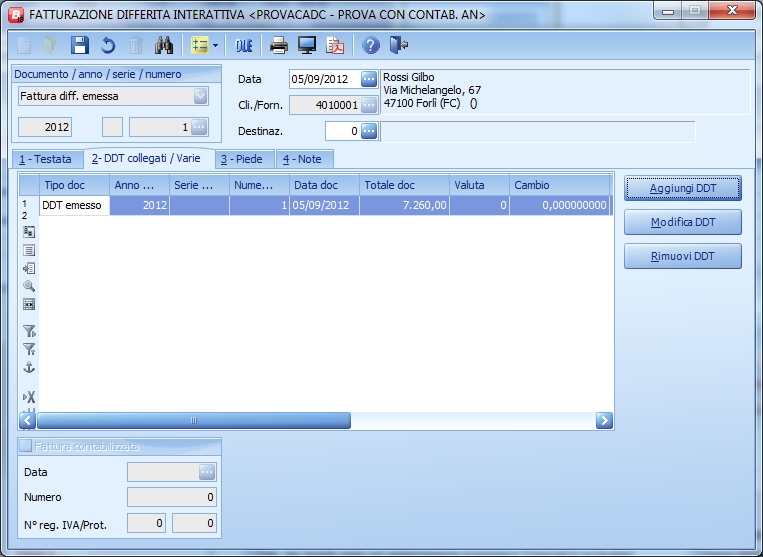 FATTURAZIONE DIFFERITA INTERATTIVA <PROVACADC - PROVA CON CONTAB. AN>
OLE
Documento / anno / serie / numero
Fattura diff. emessa
2012 1
Data 05/09/2012
Cli./Forn. 4010001
Destinaz. 0
Rossi Gilbo
Via Michelangelo, 67
47100 Forlì (FC) ()
1 - Testata 2- DDT collegati / Varie 3 - Piede 4 - Note
Tipo doc Anno ... Serie ... Nume... Data doc Totale doc Valuta Cambio
DDT emesso 2012 1 05/09/2012 7.260,00 0 0,000000000
1
2
Aggiungi DDT
Modifica DDT
Rimuovi DDT
Fattura contabilizzata
Data
Numero 0
N° reg. IVA/Prot. 0 0